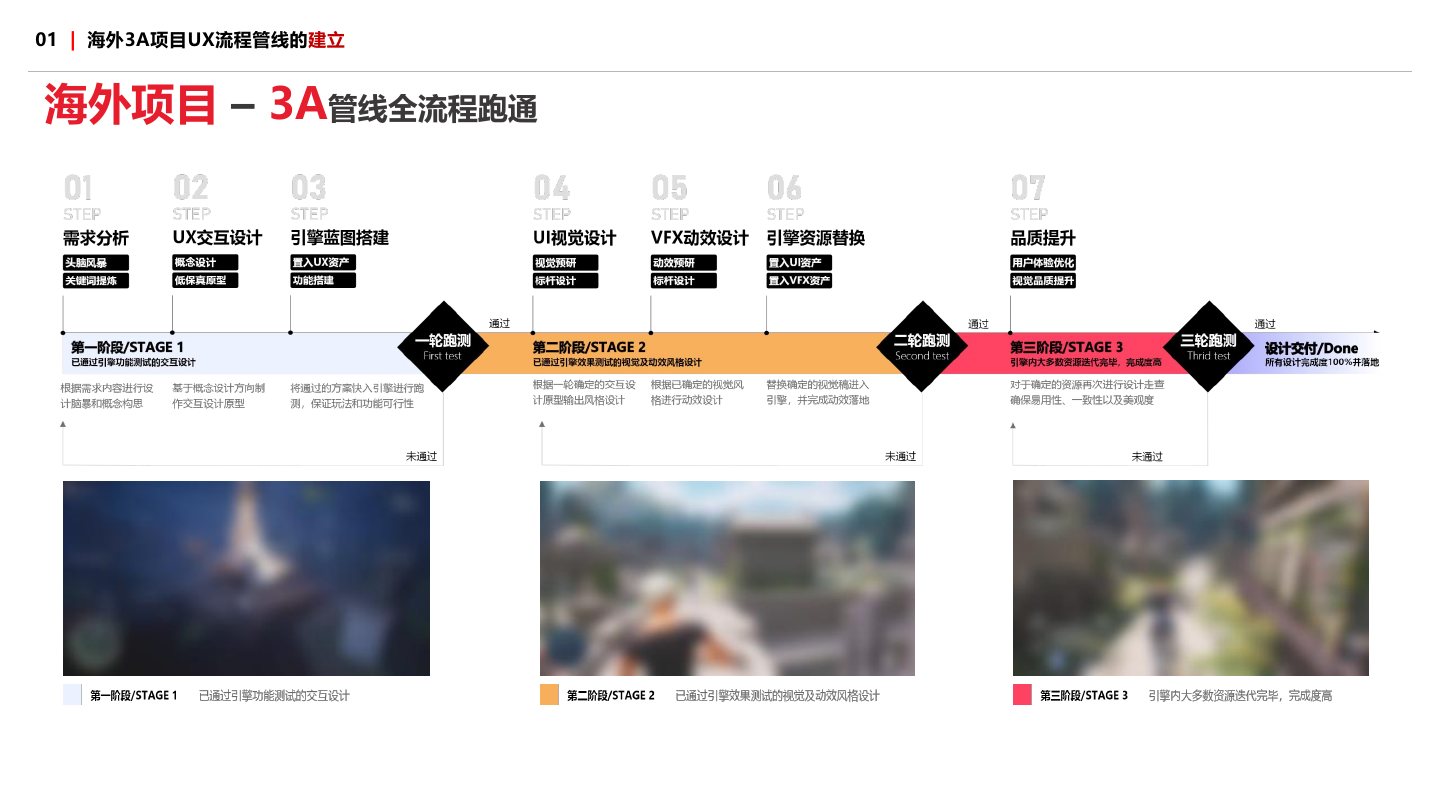 01 | 海外3A项目UX流程管线的建立
海外项目 – 3A管线全流程跑通
01
STEP
需求分析
头脑风暴
关键词提炼
02
STEP
UX交互设计
概念设计
低保真原型
03
STEP
引擎蓝图搭建
置入UX资产
功能搭建
04
STEP
UI视觉设计
视觉预研
标杆设计
05
STEP
VFX动效设计
动效预研
标杆设计
06
STEP
引擎资源替换
置入UI资产
置入VFX资产
07
STEP
品质提升
用户体验优化
视觉品质提升
第一阶段/STAGE 1
已通过引擎功能测试的交互设计
一轮跑测
First test
通过
第二阶段/STAGE 2
已通过引擎效果测试的视觉及动效风格设计
二轮跑测
Second test
通过
第三阶段/STAGE 3
引擎内大多数资源迭代完毕，完成度高
三轮跑测
Thrid test
通过
设计交付/Done
所有设计完成度100%并落地
根据需求内容进行设
计脑暴和概念构思
基于概念设计方向制
作交互设计原型
将通过的方案快入引擎进行跑
测，保证玩法和功能可行性
根据一轮确定的交互设
计原型输出风格设计
根据已确定的视觉风
格进行动效设计
替换确定的视觉稿进入
引擎，并完成动效落地
对于确定的资源再次进行设计走查
确保易用性、一致性以及美观度
未通过
未通过
未通过
第一阶段/STAGE 1 已通过引擎功能测试的交互设计
第二阶段/STAGE 2 已通过引擎效果测试的视觉及动效风格设计
第三阶段/STAGE 3 引擎内大多数资源迭代完毕，完成度高